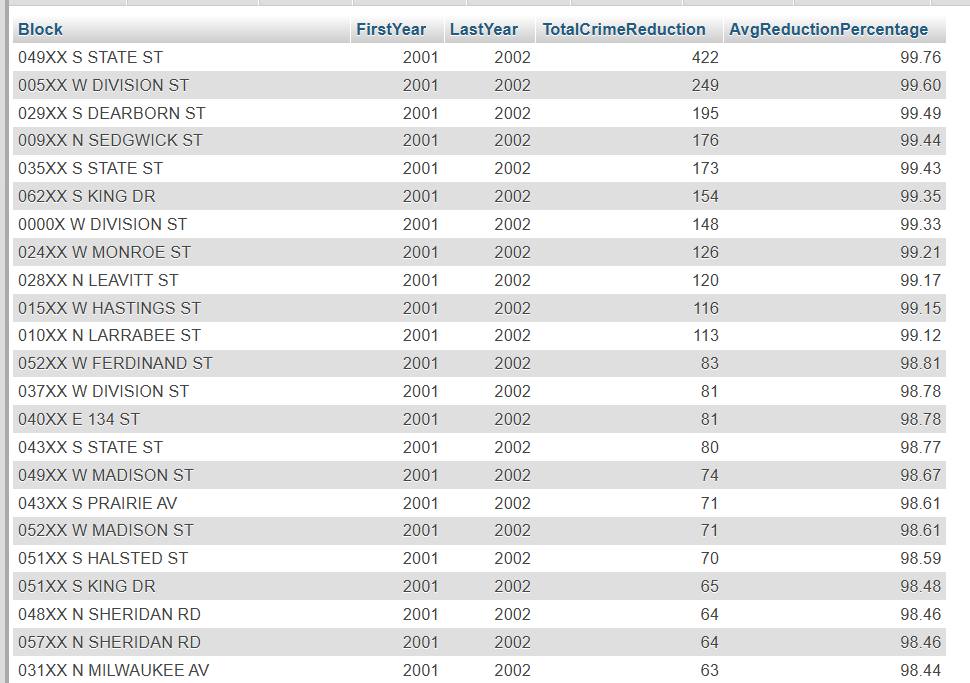 Block FirstYear LastYear TotalCrimeReduction AvgReductionPercentage
049XX S STATE ST 2001 2002 422 99.76
005XX W DIVISION ST 2001 2002 249 99.60
029XX S DEARBORN ST 2001 2002 195 99.49
009XX N SEDGWICK ST 2001 2002 176 99.44
035XX S STATE ST 2001 2002 173 99.43
062XX S KING DR 2001 2002 154 99.35
0000X W DIVISION ST 2001 2002 148 99.33
024XX W MONROE ST 2001 2002 126 99.21
028XX N LEAVITT ST 2001 2002 120 99.17
015XX W HASTINGS ST 2001 2002 116 99.15
010XX N LARRABEE ST 2001 2002 113 99.12
052XX W FERDINAND ST 2001 2002 83 98.81
037XX W DIVISION ST 2001 2002 81 98.78
040XX E 134 ST 2001 2002 81 98.78
043XX S STATE ST 2001 2002 80 98.77
049XX W MADISON ST 2001 2002 74 98.67
043XX S PRAIRIE AV 2001 2002 71 98.61
052XX W MADISON ST 2001 2002 71 98.61
051XX S HALSTED ST 2001 2002 70 98.59
051XX S KING DR 2001 2002 65 98.48
048XX N SHERIDAN RD 2001 2002 64 98.46
057XX N SHERIDAN RD 2001 2002 64 98.46
031XX N MILWAUKEE AV 2001 2002 63 98.44